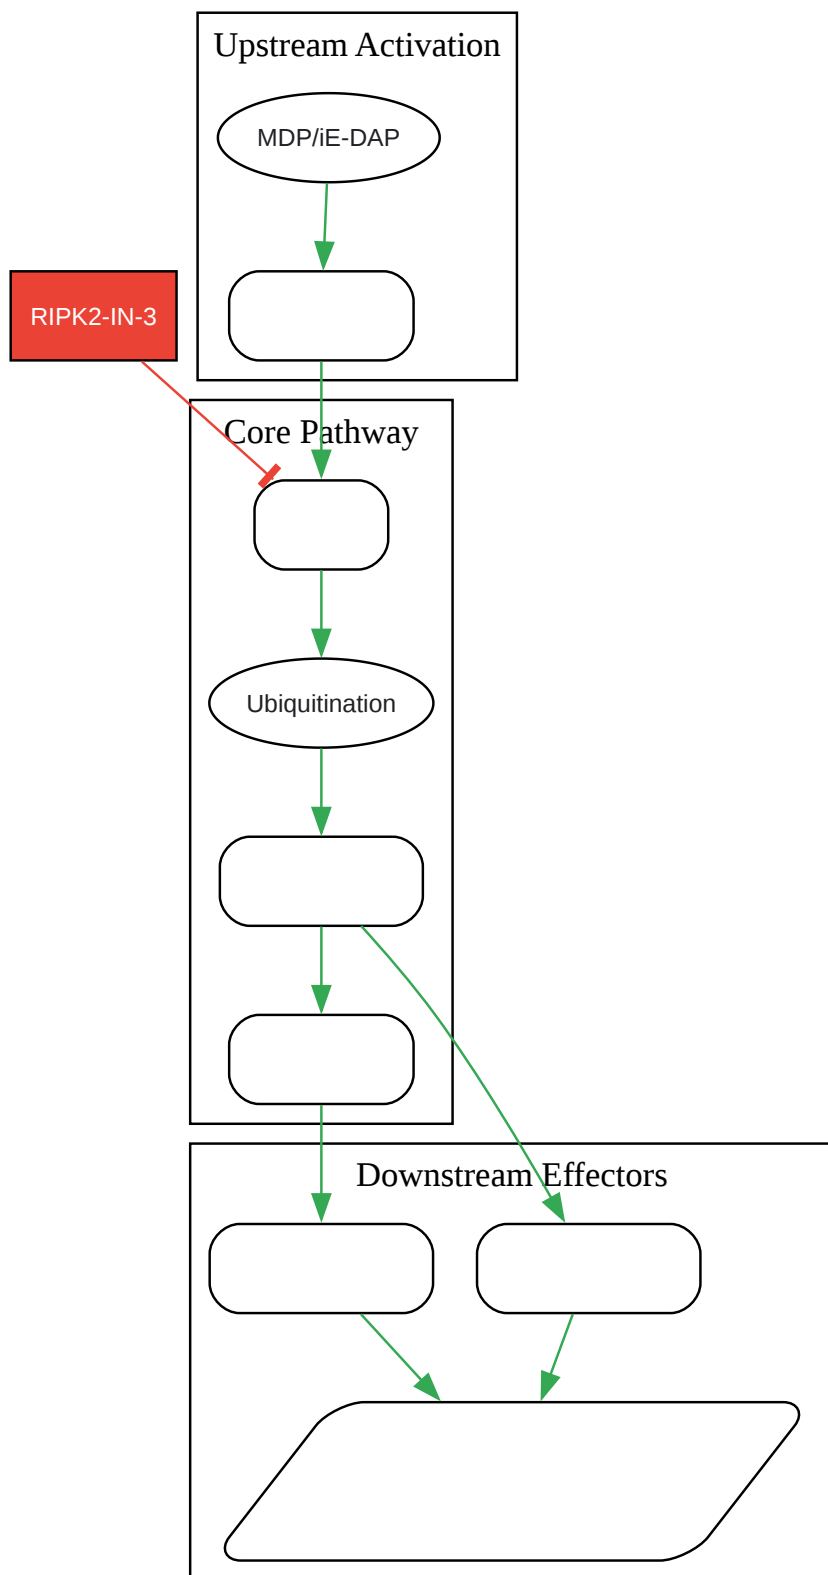 Upstream Activation
MDP/iE-DAP
RIPK2-IN-3
Core Pathway
Ubiquitination
Downstream Effectors